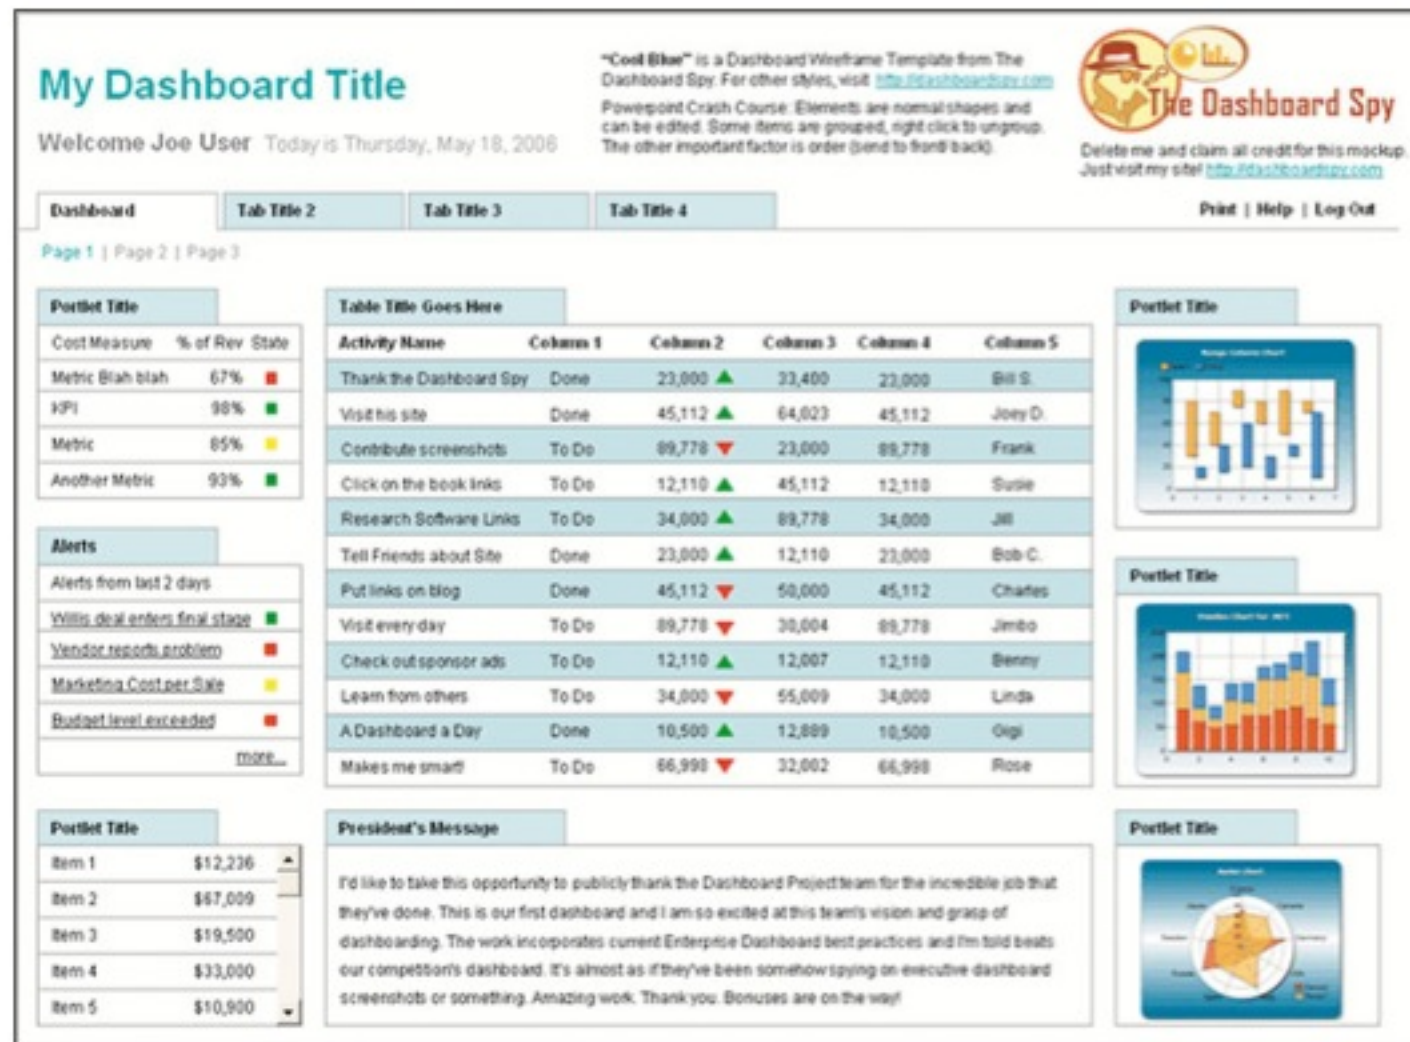 My Dashboard Title
Welcome Joe User Today is Thursday, May 18, 2006
"Cool Blue" is a Dashboard Wireframe Template from The
Dashboard Spy. For other styles, visit http://dashboardspy.com
Powerpoint Crash Course: Elements are normal shapes and
can be edited. Some items are grouped, right click to ungroup.
The other important factor is order (send to front/back).
The Dashboard Spy
Delete me and claim all credit for this mockup.
Just visit my site! http://dashboardspy.com
Dashboard Tab Title 2 Tab Title 3 Tab Title 4
Print | Help | Log Out
Page 1 | Page 2 | Page 3
Portlet Title
Cost Measure % of Rev State
Metric Blah blah 67%
KPI 98%
Metric 85%
Another Metric 93%
Alerts
Alerts from last 2 days
Willis deal enters final stage
Vendor reports problem
Marketing Cost per Sale
Budget level exceeded
more...
Portlet Title
Item 1 $12,236
Item 2 $67,009
Item 3 $19,500
Item 4 $33,000
Item 5 $10,900
Table Title Goes Here
Activity Name Column 1 Column 2 Column 3 Column 4 Column 5
Thank the Dashboard Spy Done 23,000 33,400 23,000 Bill S.
Visit his site Done 45,112 64,023 45,112 Joey D.
Contribute screenshots To Do 89,778 23,000 89,778 Frank
Click on the book links To Do 12,110 45,112 12,110 Susie
Research Software Links To Do 34,000 89,778 34,000 Jill
Tell Friends about Site Done 23,000 12,110 23,000 Bob C.
Put links on blog Done 45,112 50,000 45,112 Charles
Visit every day To Do 89,778 30,004 89,778 Jimbo
Check out sponsor ads To Do 12,110 12,007 12,110 Benny
Learn from others To Do 34,000 55,009 34,000 Linda
A Dashboard a Day Done 10,500 12,889 10,500 Gigi
Makes me smart! To Do 66,998 32,002 66,998 Rose
President's Message
I'd like to take this opportunity to publicly thank the Dashboard Project team for the incredible job that
they've done. This is our first dashboard and I am so excited at this team's vision and grasp of
dashboarding. The work incorporates current Enterprise Dashboard best practices and I'm told beats
our competition's dashboard. It's almost as if they've been somehow spying on executive dashboard
screenshots or something. Amazing work. Thank you. Bonuses are on the way!
Portlet Title
Range Column Chart
Portlet Title
Portlet Title
Radar Chart
Canada
Germany